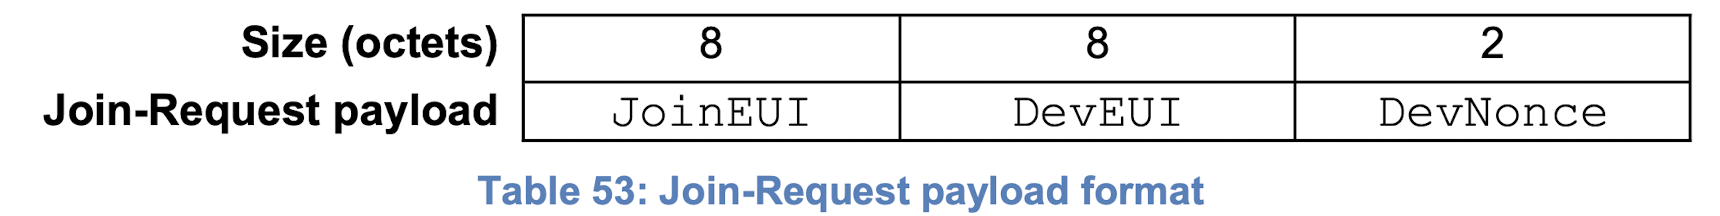 Size (octets) 8 8 2
Join-Request payload JoinEUI DevEUI DevNonce
Table 53: Join-Request payload format